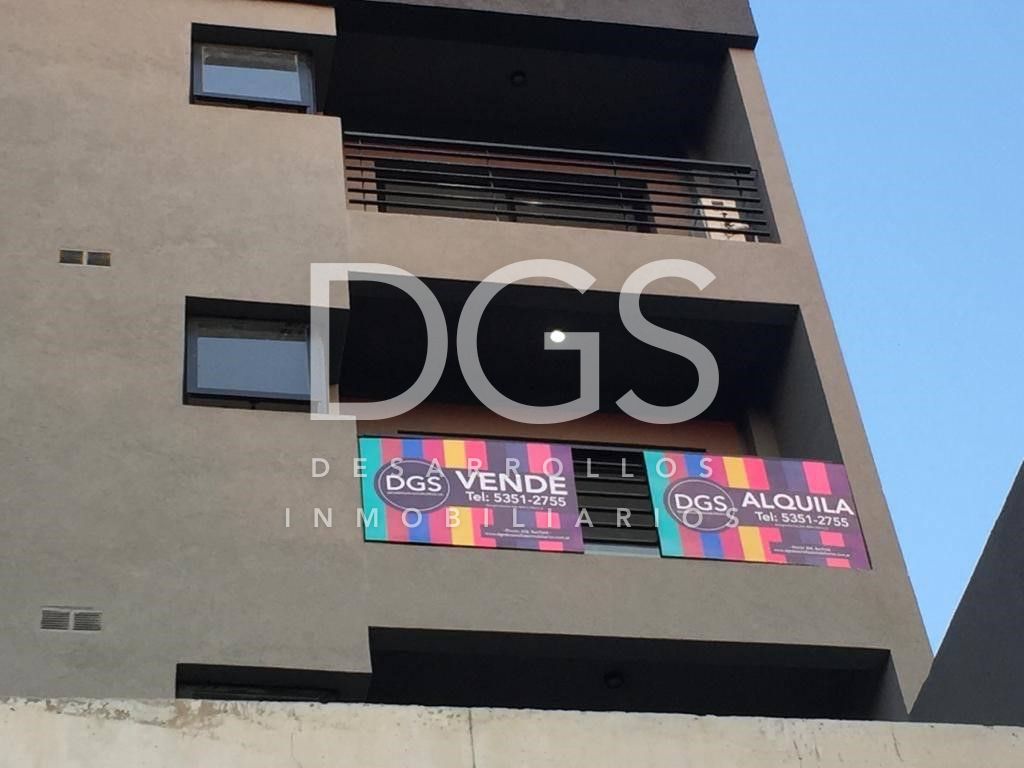 DGS
DESARROLLOS
INMOBILIARIOS
DGS VENDE
Tel: 5351-2755
DGS ALQUILA
Tel: 5351-2755